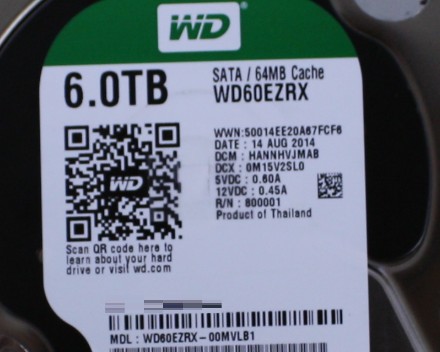 WD
6.0TB
SATA / 64MB Cache
WD60EZRX
WD
WWN:50014EE20A67FCF6
DATE : 14 AUG 2014
DCM : HANNHVJMAB
DCX : 0M15V2SL0
5VDC : 0.60A
12VDC : 0.45A
R/N : 800001
Product of Thailand
Scan QR code here to
learn about your hard
drive or visit wd.com
MDL : WD60EZRX-00MVLB1